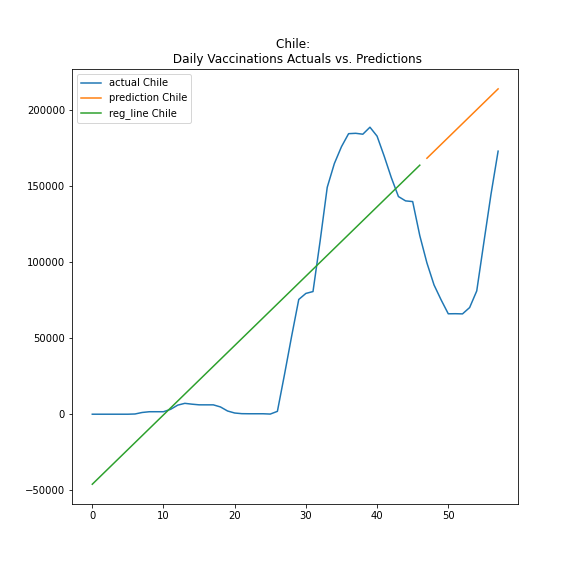 Chile:
Daily Vaccinations Actuals vs. Predictions
actual Chile
prediction Chile
reg_line Chile
200000
150000
100000
50000
0
−50000
0 10 20 30 40 50